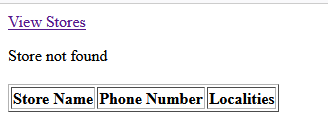 View Stores
Store not found
Store Name Phone Number Localities